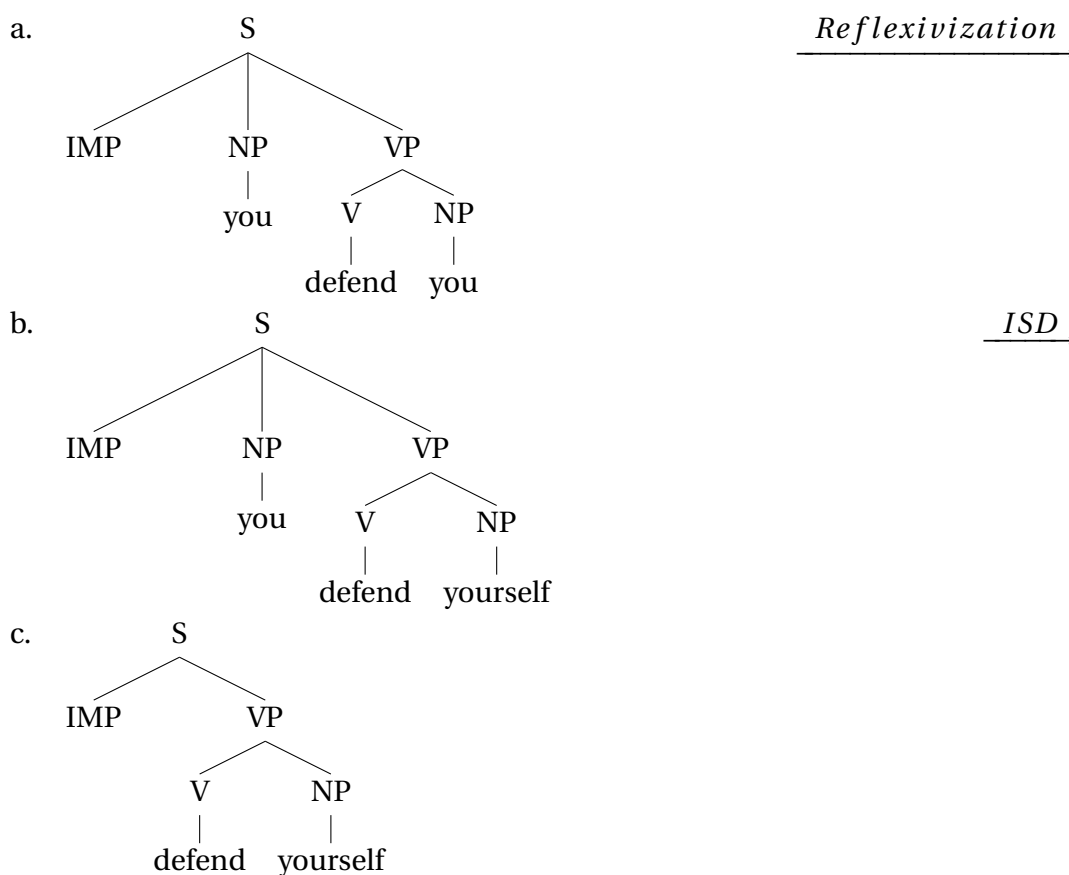 a. S Reflexivization
IMP NP VP
you V NP
defend you
b. S ISD
IMP NP VP
you V NP
defend yourself
c. S
IMP VP
V NP
defend yourself